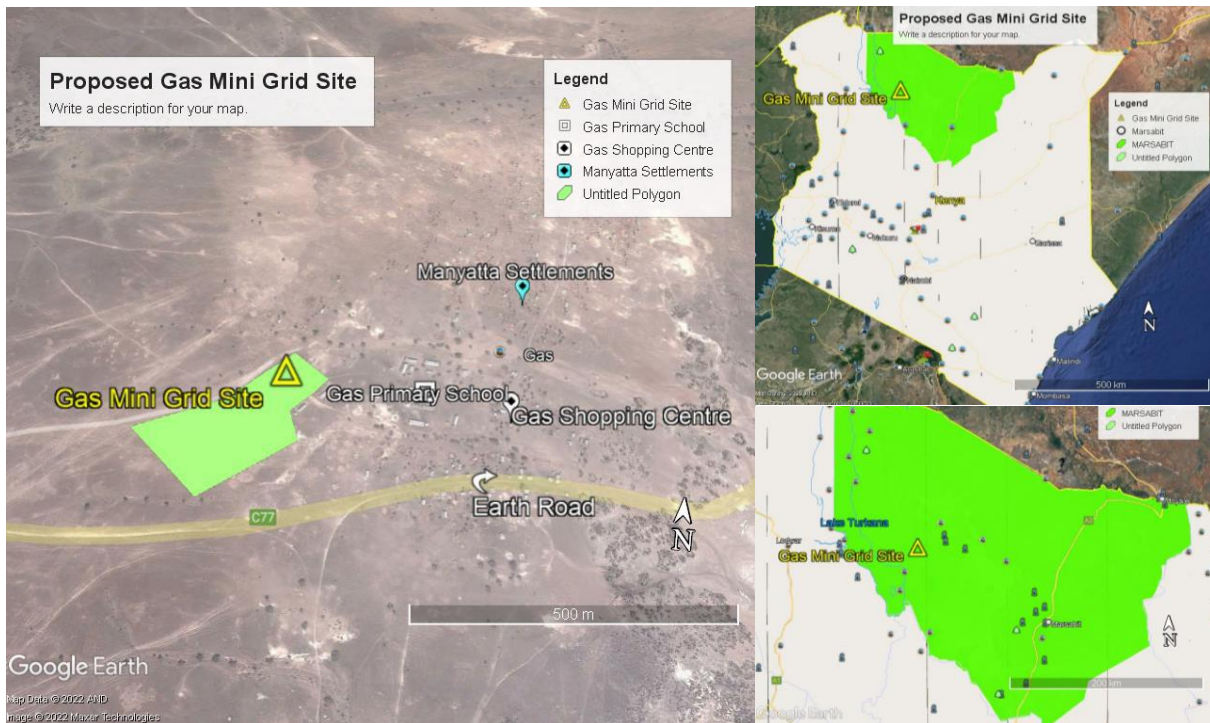 Proposed Gas Mini Grid Site
Write a description for your map.
Legend
Gas Mini Grid Site
Gas Primary School
Gas Shopping Centre
Manyatta Settlements
Untitled Polygon
Manyatta Settlements
Gas
Gas Mini Grid Site
Gas Primary School
Gas Shopping Centre
Earth Road
C77
N
500 m
Google Earth
Map Data © 2022 AND
Image © 2022 Maxar Technologies
Proposed Gas Mini Grid Site
Write a description for your map.
Legend
Gas Mini Grid Site
Marsabit
MARSABIT
Untitled Polygon
Gas Mini Grid Site
Kenya
Kisumu
Nakuru
Garissa
Nairobi
Malindi
Mombasa
N
500 km
Google Earth
MARSABIT
Untitled Polygon
Lake Turkana
Lodwar
Gas Mini Grid Site
Marsabit
N
200 km
Google Earth